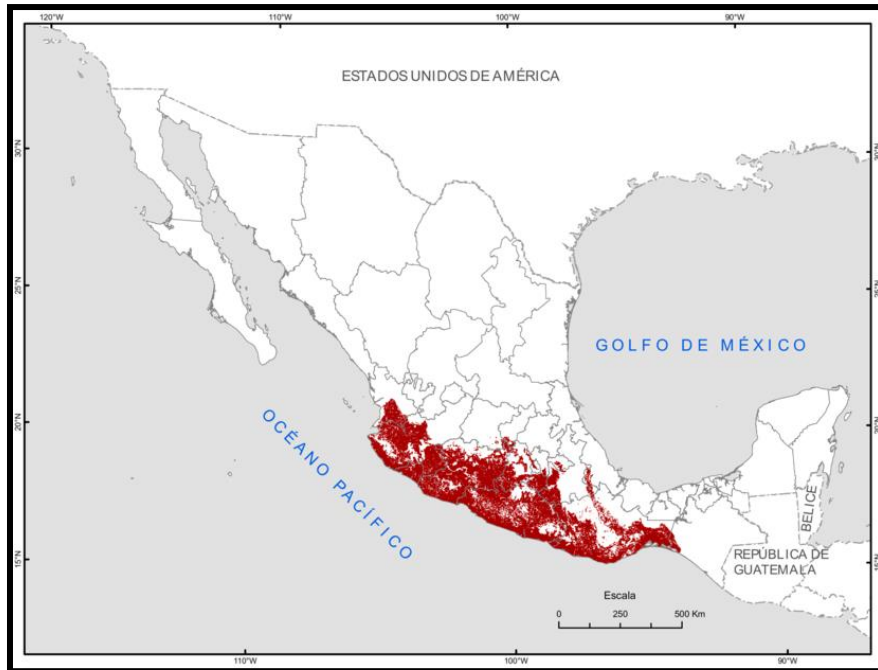 120°W 110°W 100°W 90°W
ESTADOS UNIDOS DE AMÉRICA
30°N
25°N
GOLFO DE MÉXICO
20°N
OCÉANO PACÍFICO
BELICE
15°N
REPÚBLICA DE
GUATEMALA
Escala
0 250 500 Km
110°W 100°W 90°W